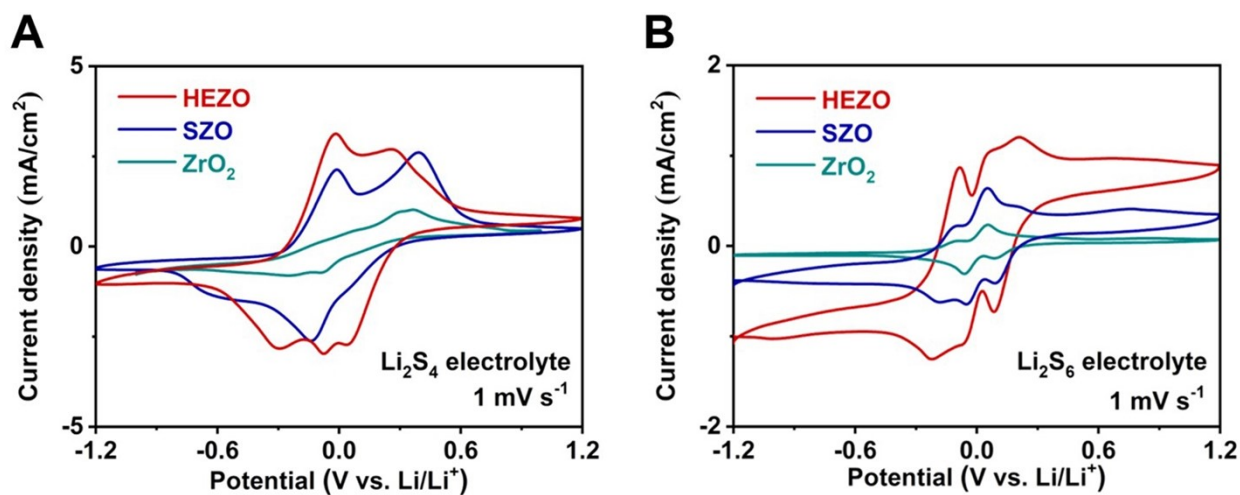 A
Current density (mA/cm²)
5
0
-5
HEZO
SZO
ZrO₂
Li₂S₄ electrolyte
1 mV s⁻¹
-1.2 -0.6 0.0 0.6 1.2
Potential (V vs. Li/Li⁺)
B
Current density (mA/cm²)
2
0
-2
HEZO
SZO
ZrO₂
Li₂S₆ electrolyte
1 mV s⁻¹
-1.2 -0.6 0.0 0.6 1.2
Potential (V vs. Li/Li⁺)